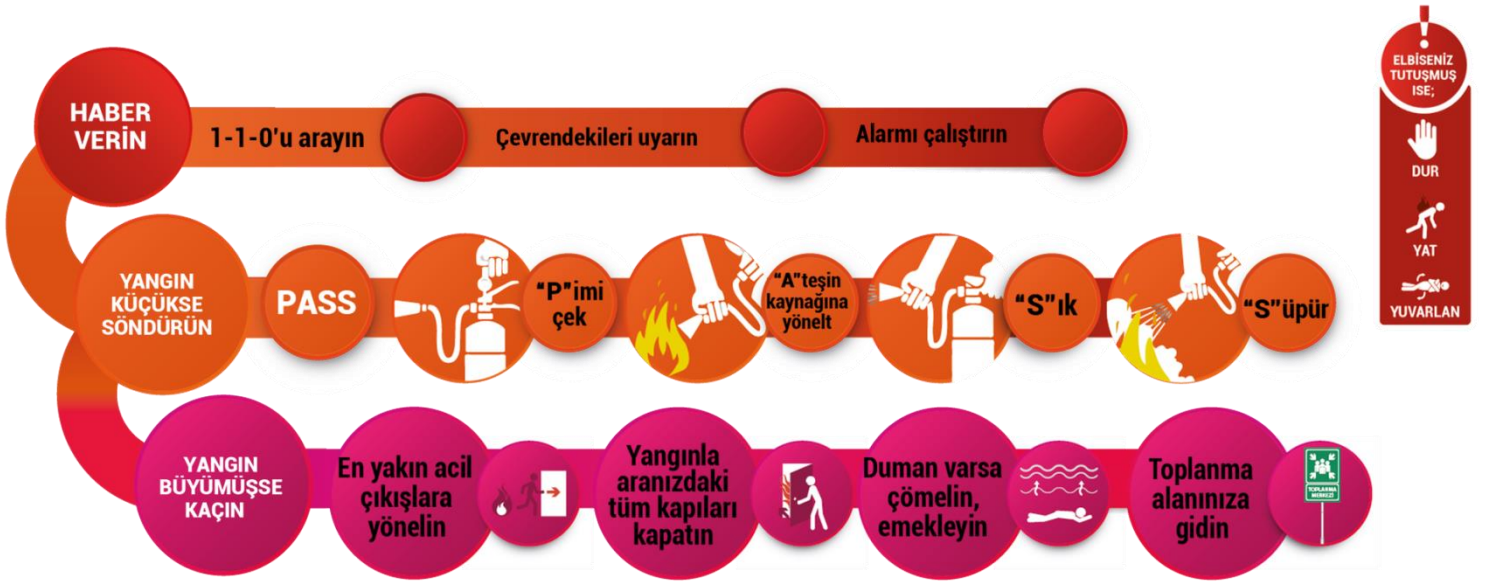 HABER
VERİN
1-1-0'u arayın
Çevrendekileri uyarın
Alarmı çalıştırın
YANGIN
KÜÇÜKSE
SÖNDÜRÜN
PASS
"P"imi
çek
"A"teşin
kaynağına
yönelt
"S"ık
"S"üpür
YANGIN
BÜYÜMÜŞSE
KAÇIN
En yakın acil
çıkışlara
yönelin
Yangınla
aranızdaki
tüm kapıları
kapatın
Duman varsa
çömelin,
emekleyin
Toplanma
alanınıza
gidin
TOPLANMA
MERKEZİ
!
ELBİSENİZ
TUTUŞMUŞ
ISE;
DUR
YAT
YUVARLAN